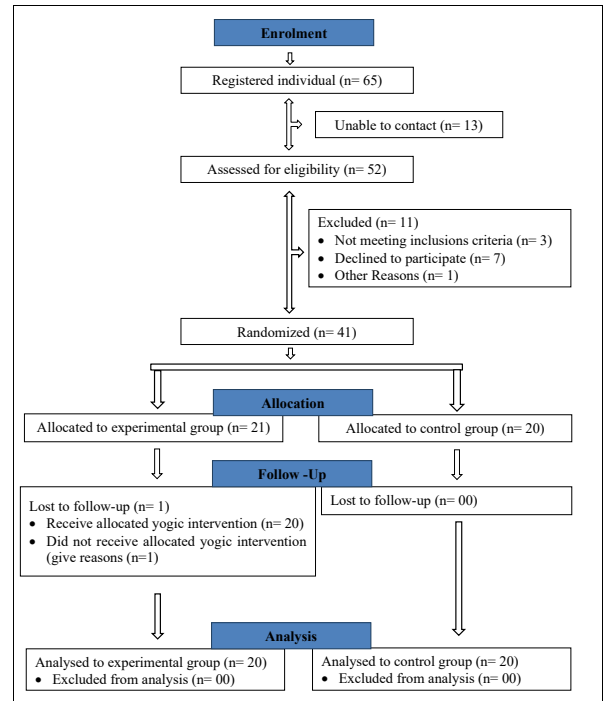 Enrolment
Registered individual (n= 65)
Unable to contact (n= 13)
Assessed for eligibility (n= 52)
Excluded (n= 11)
• Not meeting inclusions criteria (n= 3)
• Declined to participate (n= 7)
• Other Reasons (n= 1)
Randomized (n= 41)
Allocation
Allocated to experimental group (n= 21)
Allocated to control group (n= 20)
Follow -Up
Lost to follow-up (n= 1)
• Receive allocated yogic intervention (n= 20)
• Did not receive allocated yogic intervention
(give reasons (n=1)
Lost to follow-up (n= 00)
Analysis
Analysed to experimental group (n= 20)
• Excluded from analysis (n= 00)
Analysed to control group (n= 20)
• Excluded from analysis (n= 00)